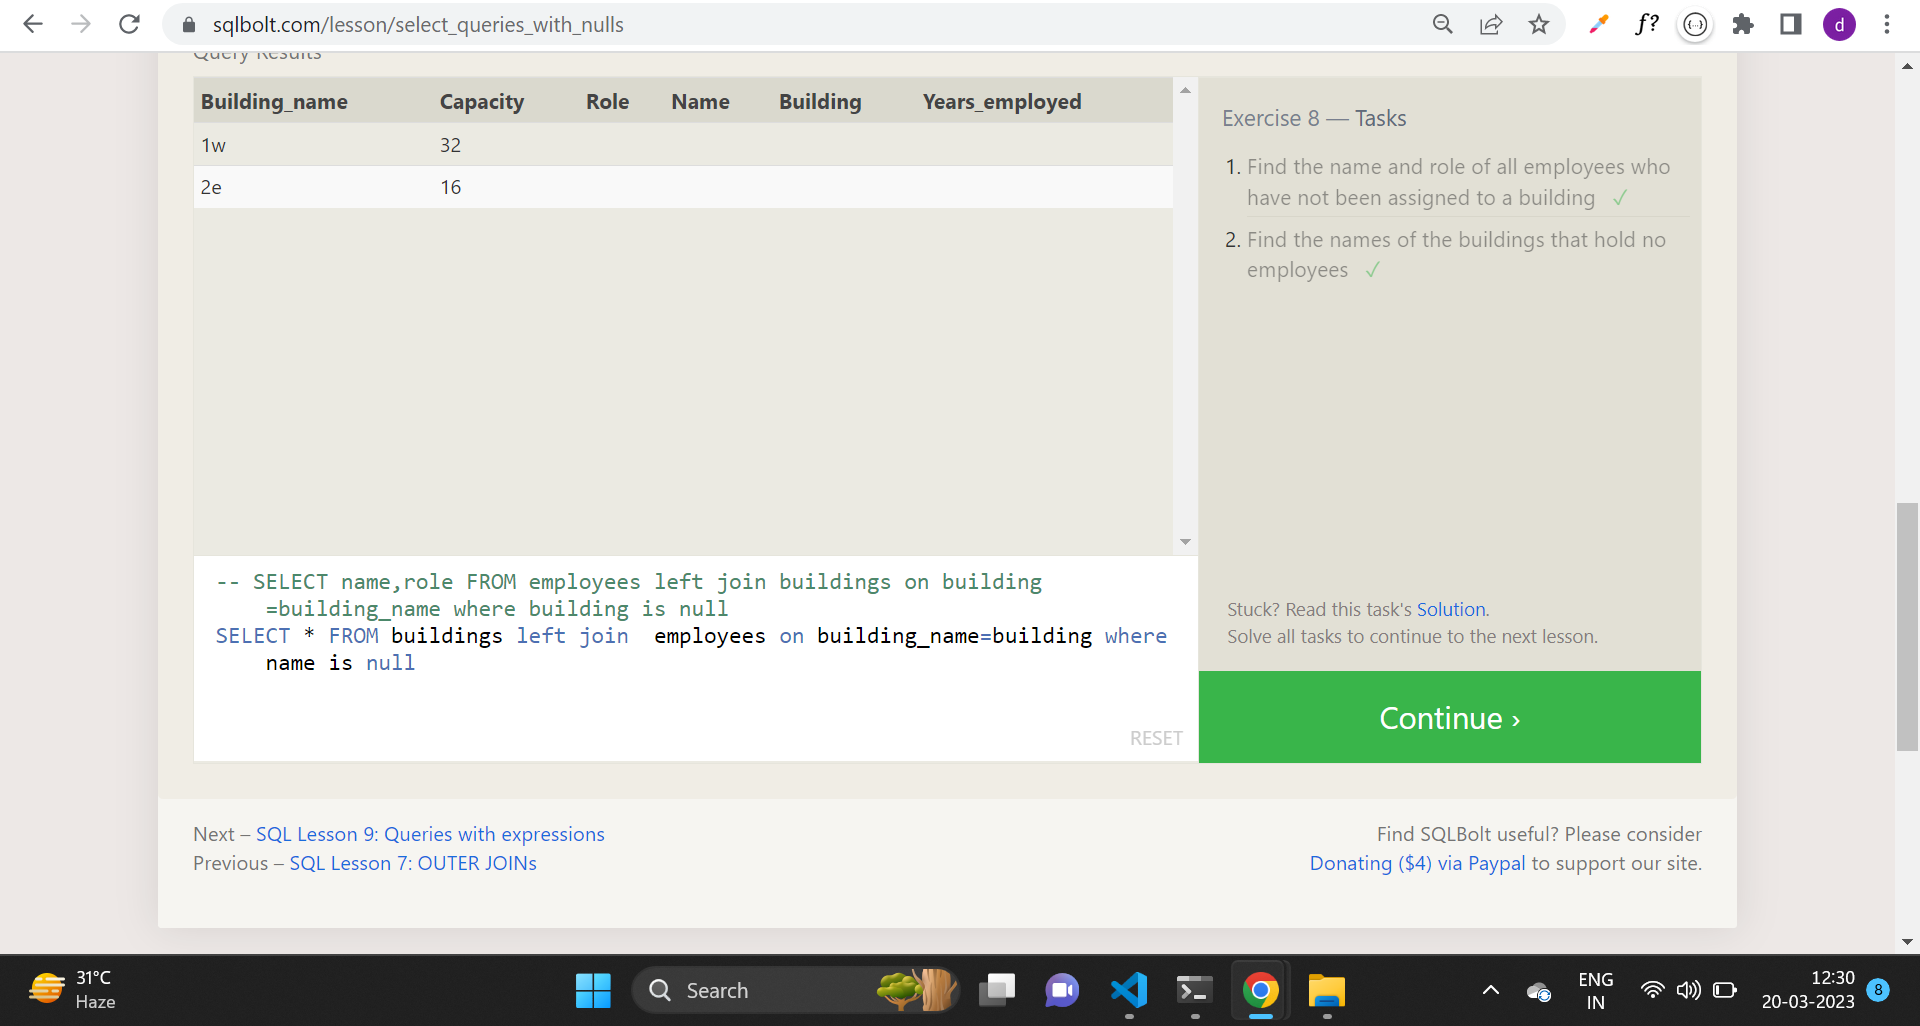 sqlbolt.com/lesson/select_queries_with_nulls
f?
d
Query Results
Building_name Capacity Role Name Building Years_employed
1w 32
2e 16
Exercise 8 — Tasks
1. Find the name and role of all employees who
have not been assigned to a building ✓
2. Find the names of the buildings that hold no
employees ✓
-- SELECT name,role FROM employees left join buildings on building
=building_name where building is null
SELECT * FROM buildings left join  employees on building_name=building where
name is null
RESET
Stuck? Read this task's Solution.
Solve all tasks to continue to the next lesson.
Continue ›
Next – SQL Lesson 9: Queries with expressions
Previous – SQL Lesson 7: OUTER JOINs
Find SQLBolt useful? Please consider
Donating ($4) via Paypal to support our site.
31°C
Haze
Search
ENG
IN
12:30
20-03-2023
8